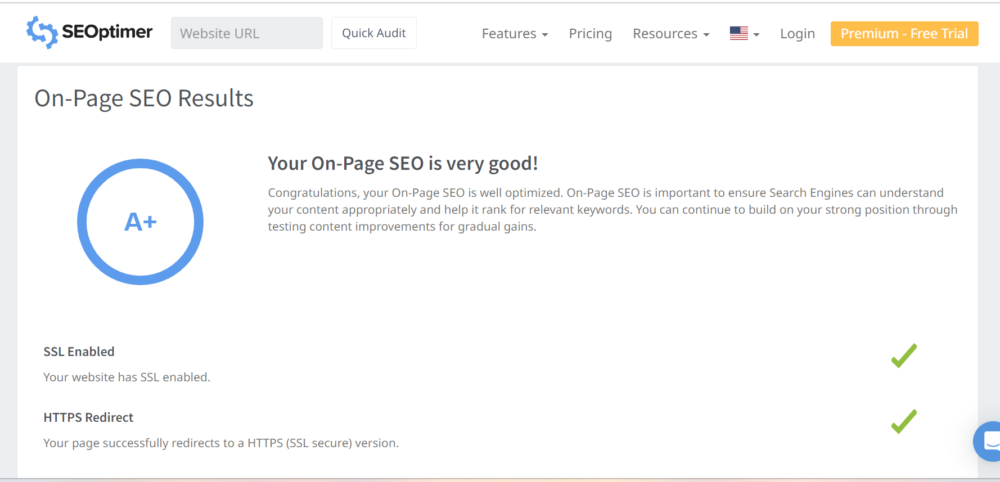 SEOptimer
Website URL
Quick Audit
Features
Pricing
Resources
Login
Premium - Free Trial
On-Page SEO Results
A+
Your On-Page SEO is very good!
Congratulations, your On-Page SEO is well optimized. On-Page SEO is important to ensure Search Engines can understand
your content appropriately and help it rank for relevant keywords. You can continue to build on your strong position through
testing content improvements for gradual gains.
SSL Enabled
Your website has SSL enabled.
HTTPS Redirect
Your page successfully redirects to a HTTPS (SSL secure) version.